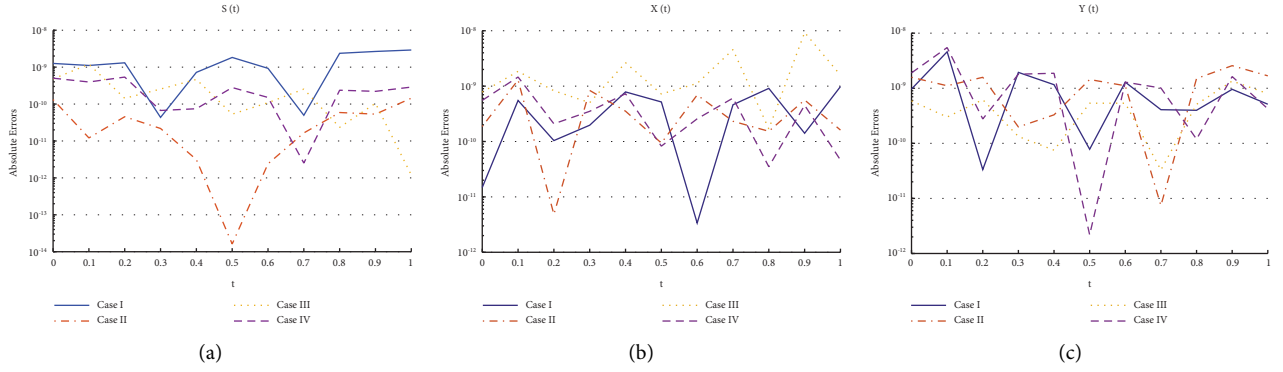 S (t)
10-8
10-9
10-10
10-11
10-12
10-13
10-14
Absolute Errors
0 0.1 0.2 0.3 0.4 0.5 0.6 0.7 0.8 0.9 1
t
Case I
Case II
Case III
Case IV
(a)
X (t)
10-8
10-9
10-10
10-11
10-12
Absolute Errors
0 0.1 0.2 0.3 0.4 0.5 0.6 0.7 0.8 0.9 1
t
Case I
Case II
Case III
Case IV
(b)
Y (t)
10-8
10-9
10-10
10-11
10-12
Absolute Errors
0 0.1 0.2 0.3 0.4 0.5 0.6 0.7 0.8 0.9 1
t
Case I
Case II
Case III
Case IV
(c)